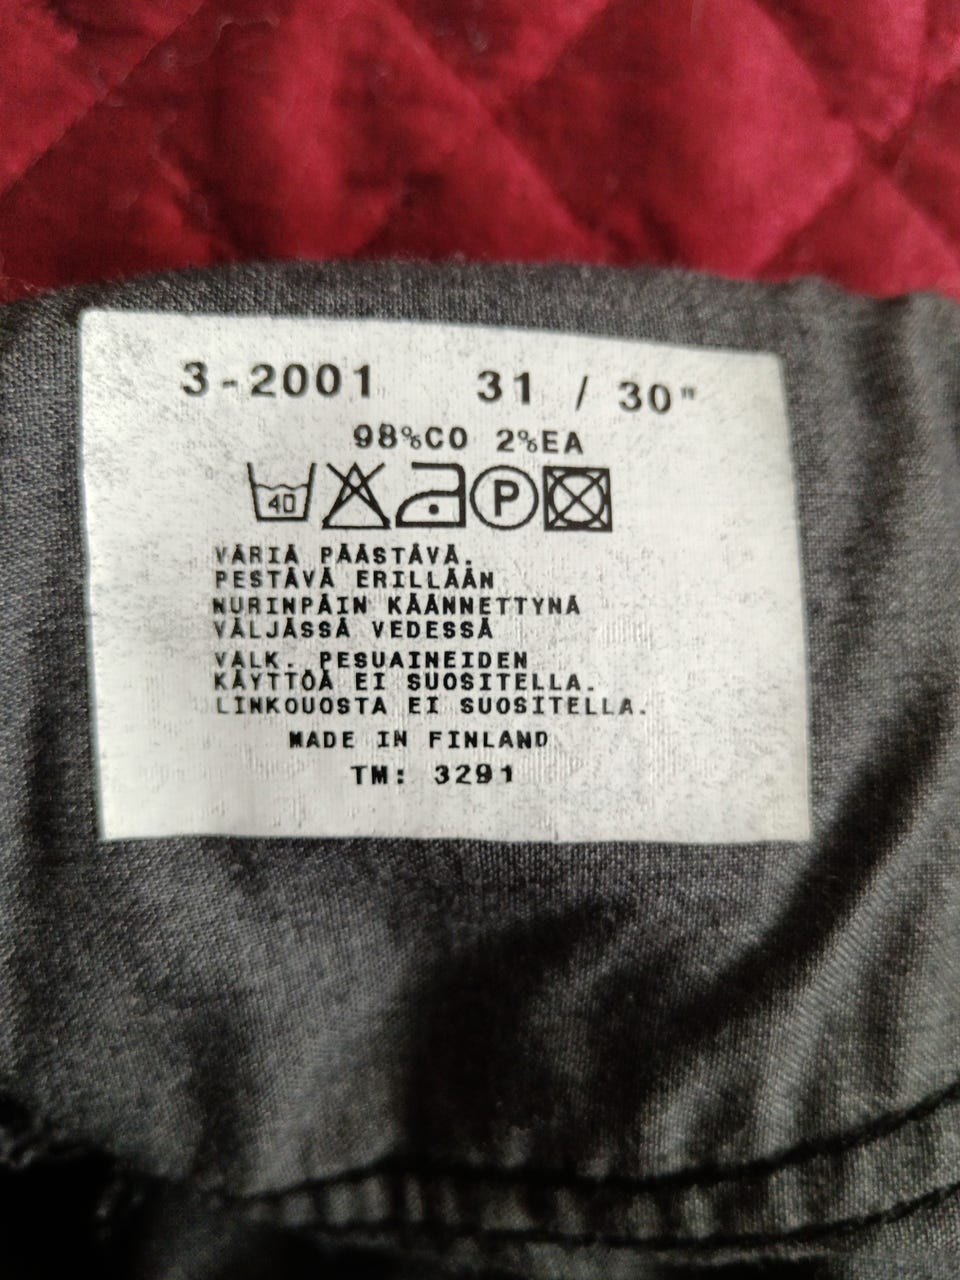 3-2001 31 / 30"
98%CO 2%EA
40 P
VÄRIÄ PÄÄSTÄVÄ.
PESTÄVÄ ERILLÄÄN
NURINPÄIN KÄÄNNETTYNÄ
VÄLJÄSSÄ VEDESSÄ
VALK. PESUAINEIDEN
KÄYTTÖÄ EI SUOSITELLA.
LINKOUOSTA EI SUOSITELLA.
MADE IN FINLAND
TM: 3291